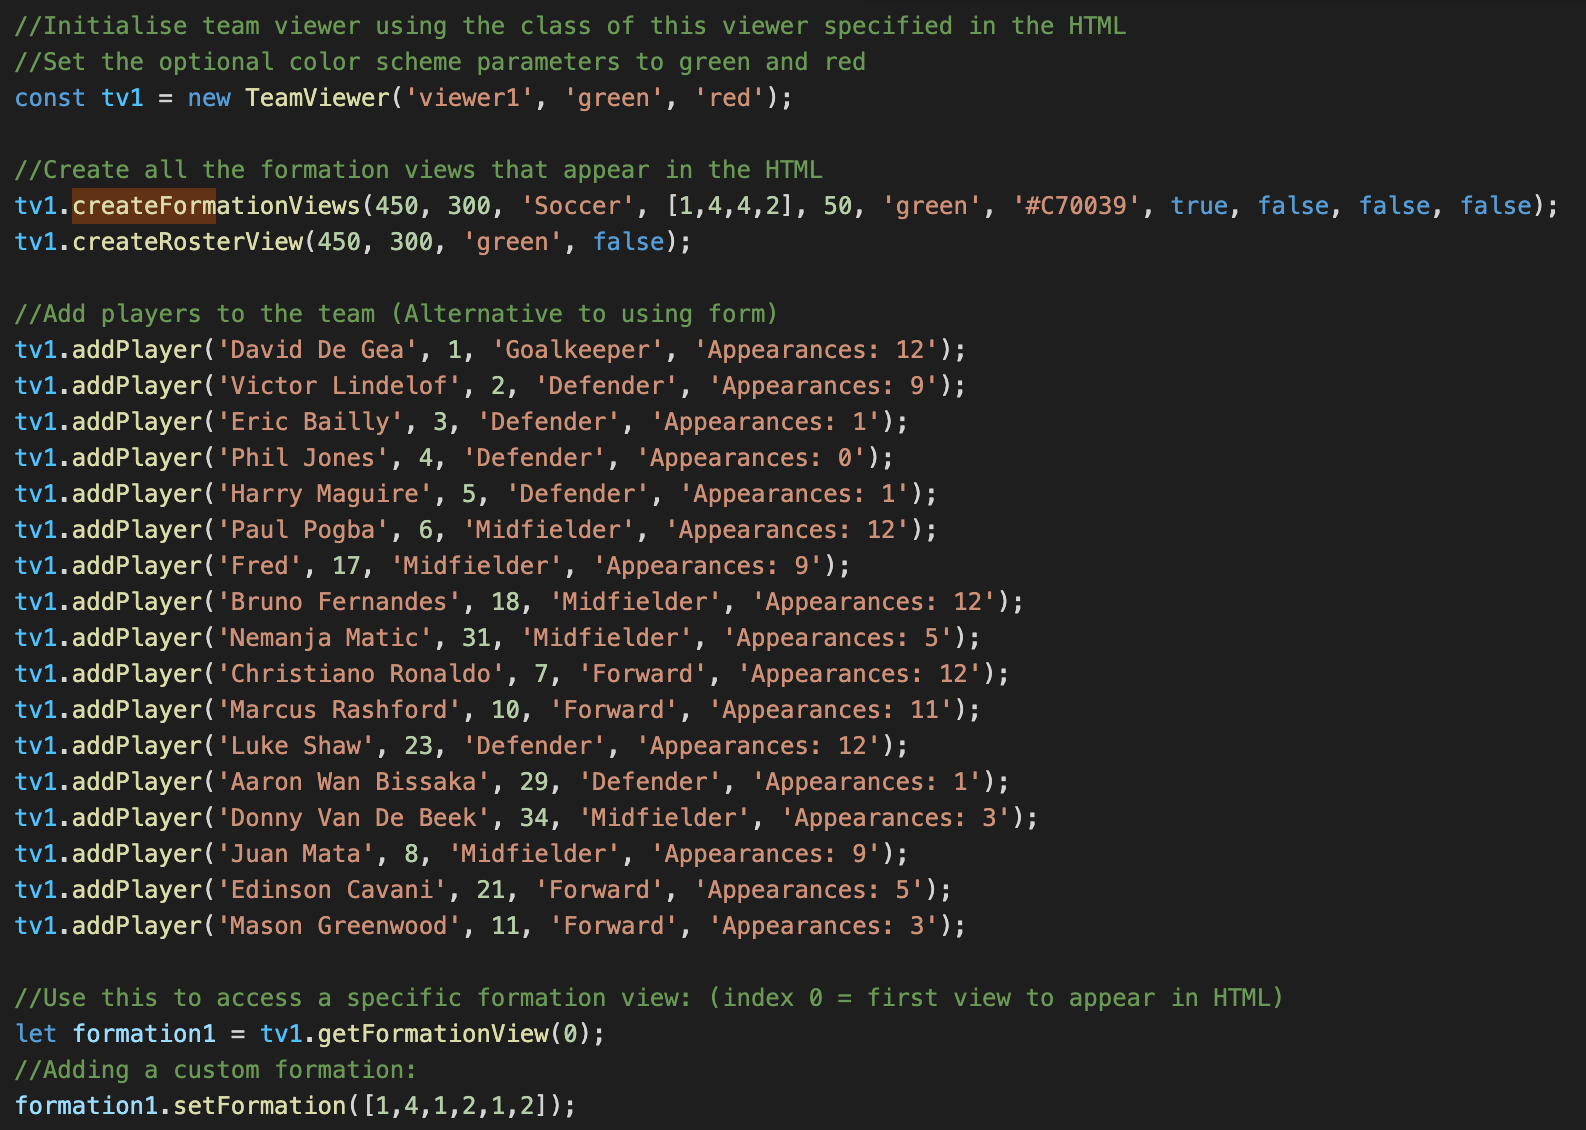 //Initialise team viewer using the class of this viewer specified in the HTML
//Set the optional color scheme parameters to green and red
const tv1 = new TeamViewer('viewer1', 'green', 'red');
//Create all the formation views that appear in the HTML
tv1.createFormationViews(450, 300, 'Soccer', [1,4,4,2], 50, 'green', '#C70039', true, false, false, false);
tv1.createRosterView(450, 300, 'green', false);
//Add players to the team (Alternative to using form)
tv1.addPlayer('David De Gea', 1, 'Goalkeeper', 'Appearances: 12');
tv1.addPlayer('Victor Lindelof', 2, 'Defender', 'Appearances: 9');
tv1.addPlayer('Eric Bailly', 3, 'Defender', 'Appearances: 1');
tv1.addPlayer('Phil Jones', 4, 'Defender', 'Appearances: 0');
tv1.addPlayer('Harry Maguire', 5, 'Defender', 'Appearances: 1');
tv1.addPlayer('Paul Pogba', 6, 'Midfielder', 'Appearances: 12');
tv1.addPlayer('Fred', 17, 'Midfielder', 'Appearances: 9');
tv1.addPlayer('Bruno Fernandes', 18, 'Midfielder', 'Appearances: 12');
tv1.addPlayer('Nemanja Matic', 31, 'Midfielder', 'Appearances: 5');
tv1.addPlayer('Christiano Ronaldo', 7, 'Forward', 'Appearances: 12');
tv1.addPlayer('Marcus Rashford', 10, 'Forward', 'Appearances: 11');
tv1.addPlayer('Luke Shaw', 23, 'Defender', 'Appearances: 12');
tv1.addPlayer('Aaron Wan Bissaka', 29, 'Defender', 'Appearances: 1');
tv1.addPlayer('Donny Van De Beek', 34, 'Midfielder', 'Appearances: 3');
tv1.addPlayer('Juan Mata', 8, 'Midfielder', 'Appearances: 9');
tv1.addPlayer('Edinson Cavani', 21, 'Forward', 'Appearances: 5');
tv1.addPlayer('Mason Greenwood', 11, 'Forward', 'Appearances: 3');
//Use this to access a specific formation view: (index 0 = first view to appear in HTML)
let formation1 = tv1.getFormationView(0);
//Adding a custom formation:
formation1.setFormation([1,4,1,2,1,2]);